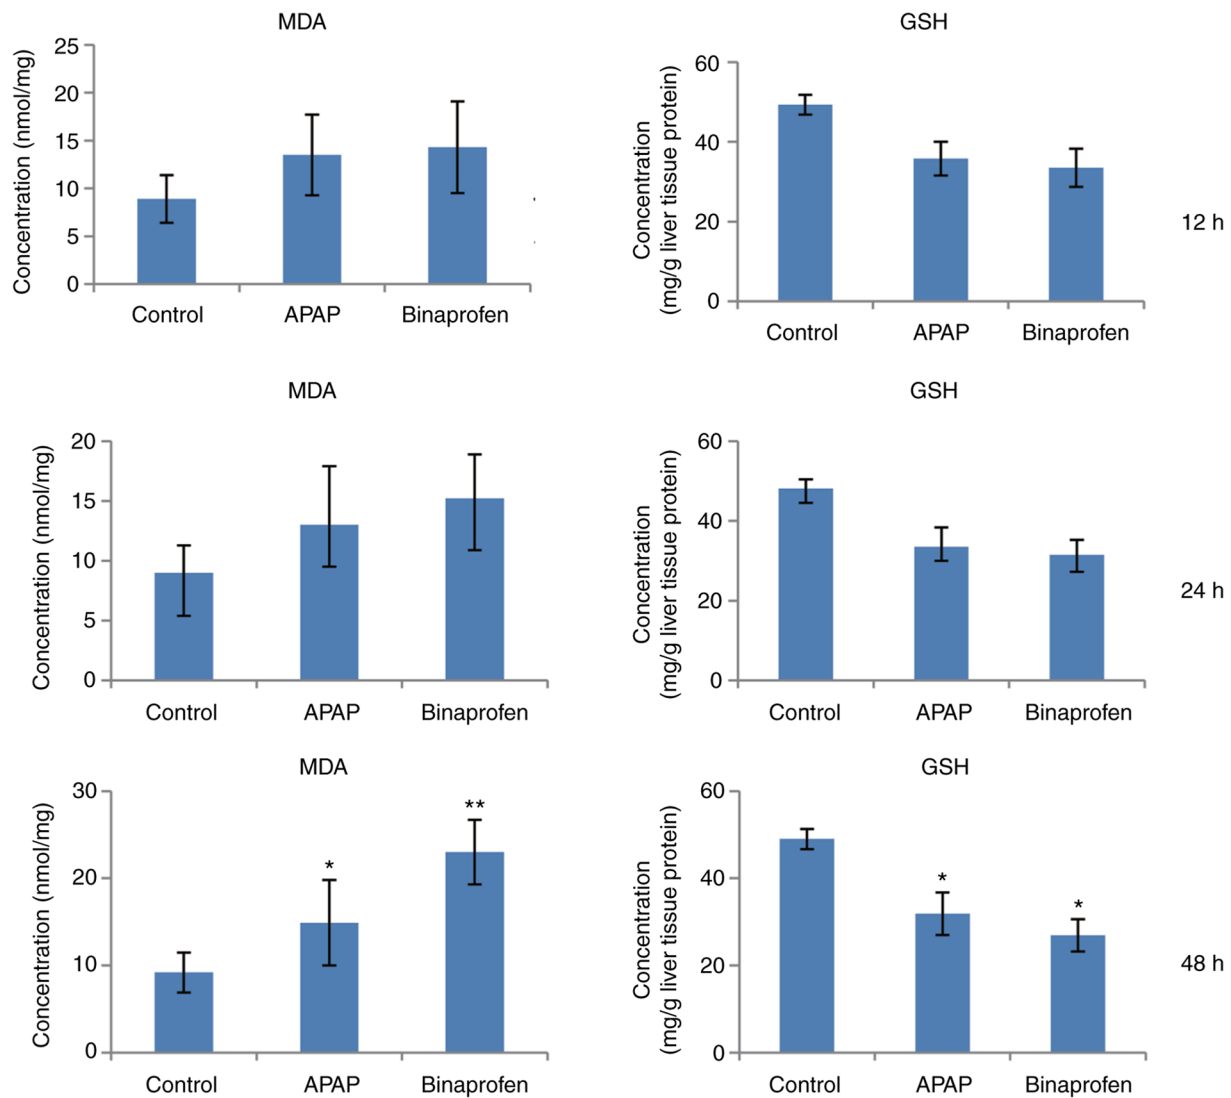 MDA
Concentration (nmol/mg)
25
20
15
10
5
0
Control APAP Binaprofen
GSH
Concentration
(mg/g liver tissue protein)
60
40
20
0
Control APAP Binaprofen
12 h
MDA
Concentration (nmol/mg)
20
15
10
5
0
Control APAP Binaprofen
GSH
Concentration
(mg/g liver tissue protein)
60
40
20
0
Control APAP Binaprofen
24 h
MDA
Concentration (nmol/mg)
30
20
10
0
*
**
Control APAP Binaprofen
GSH
Concentration
(mg/g liver tissue protein)
60
40
20
0
*
*
Control APAP Binaprofen
48 h